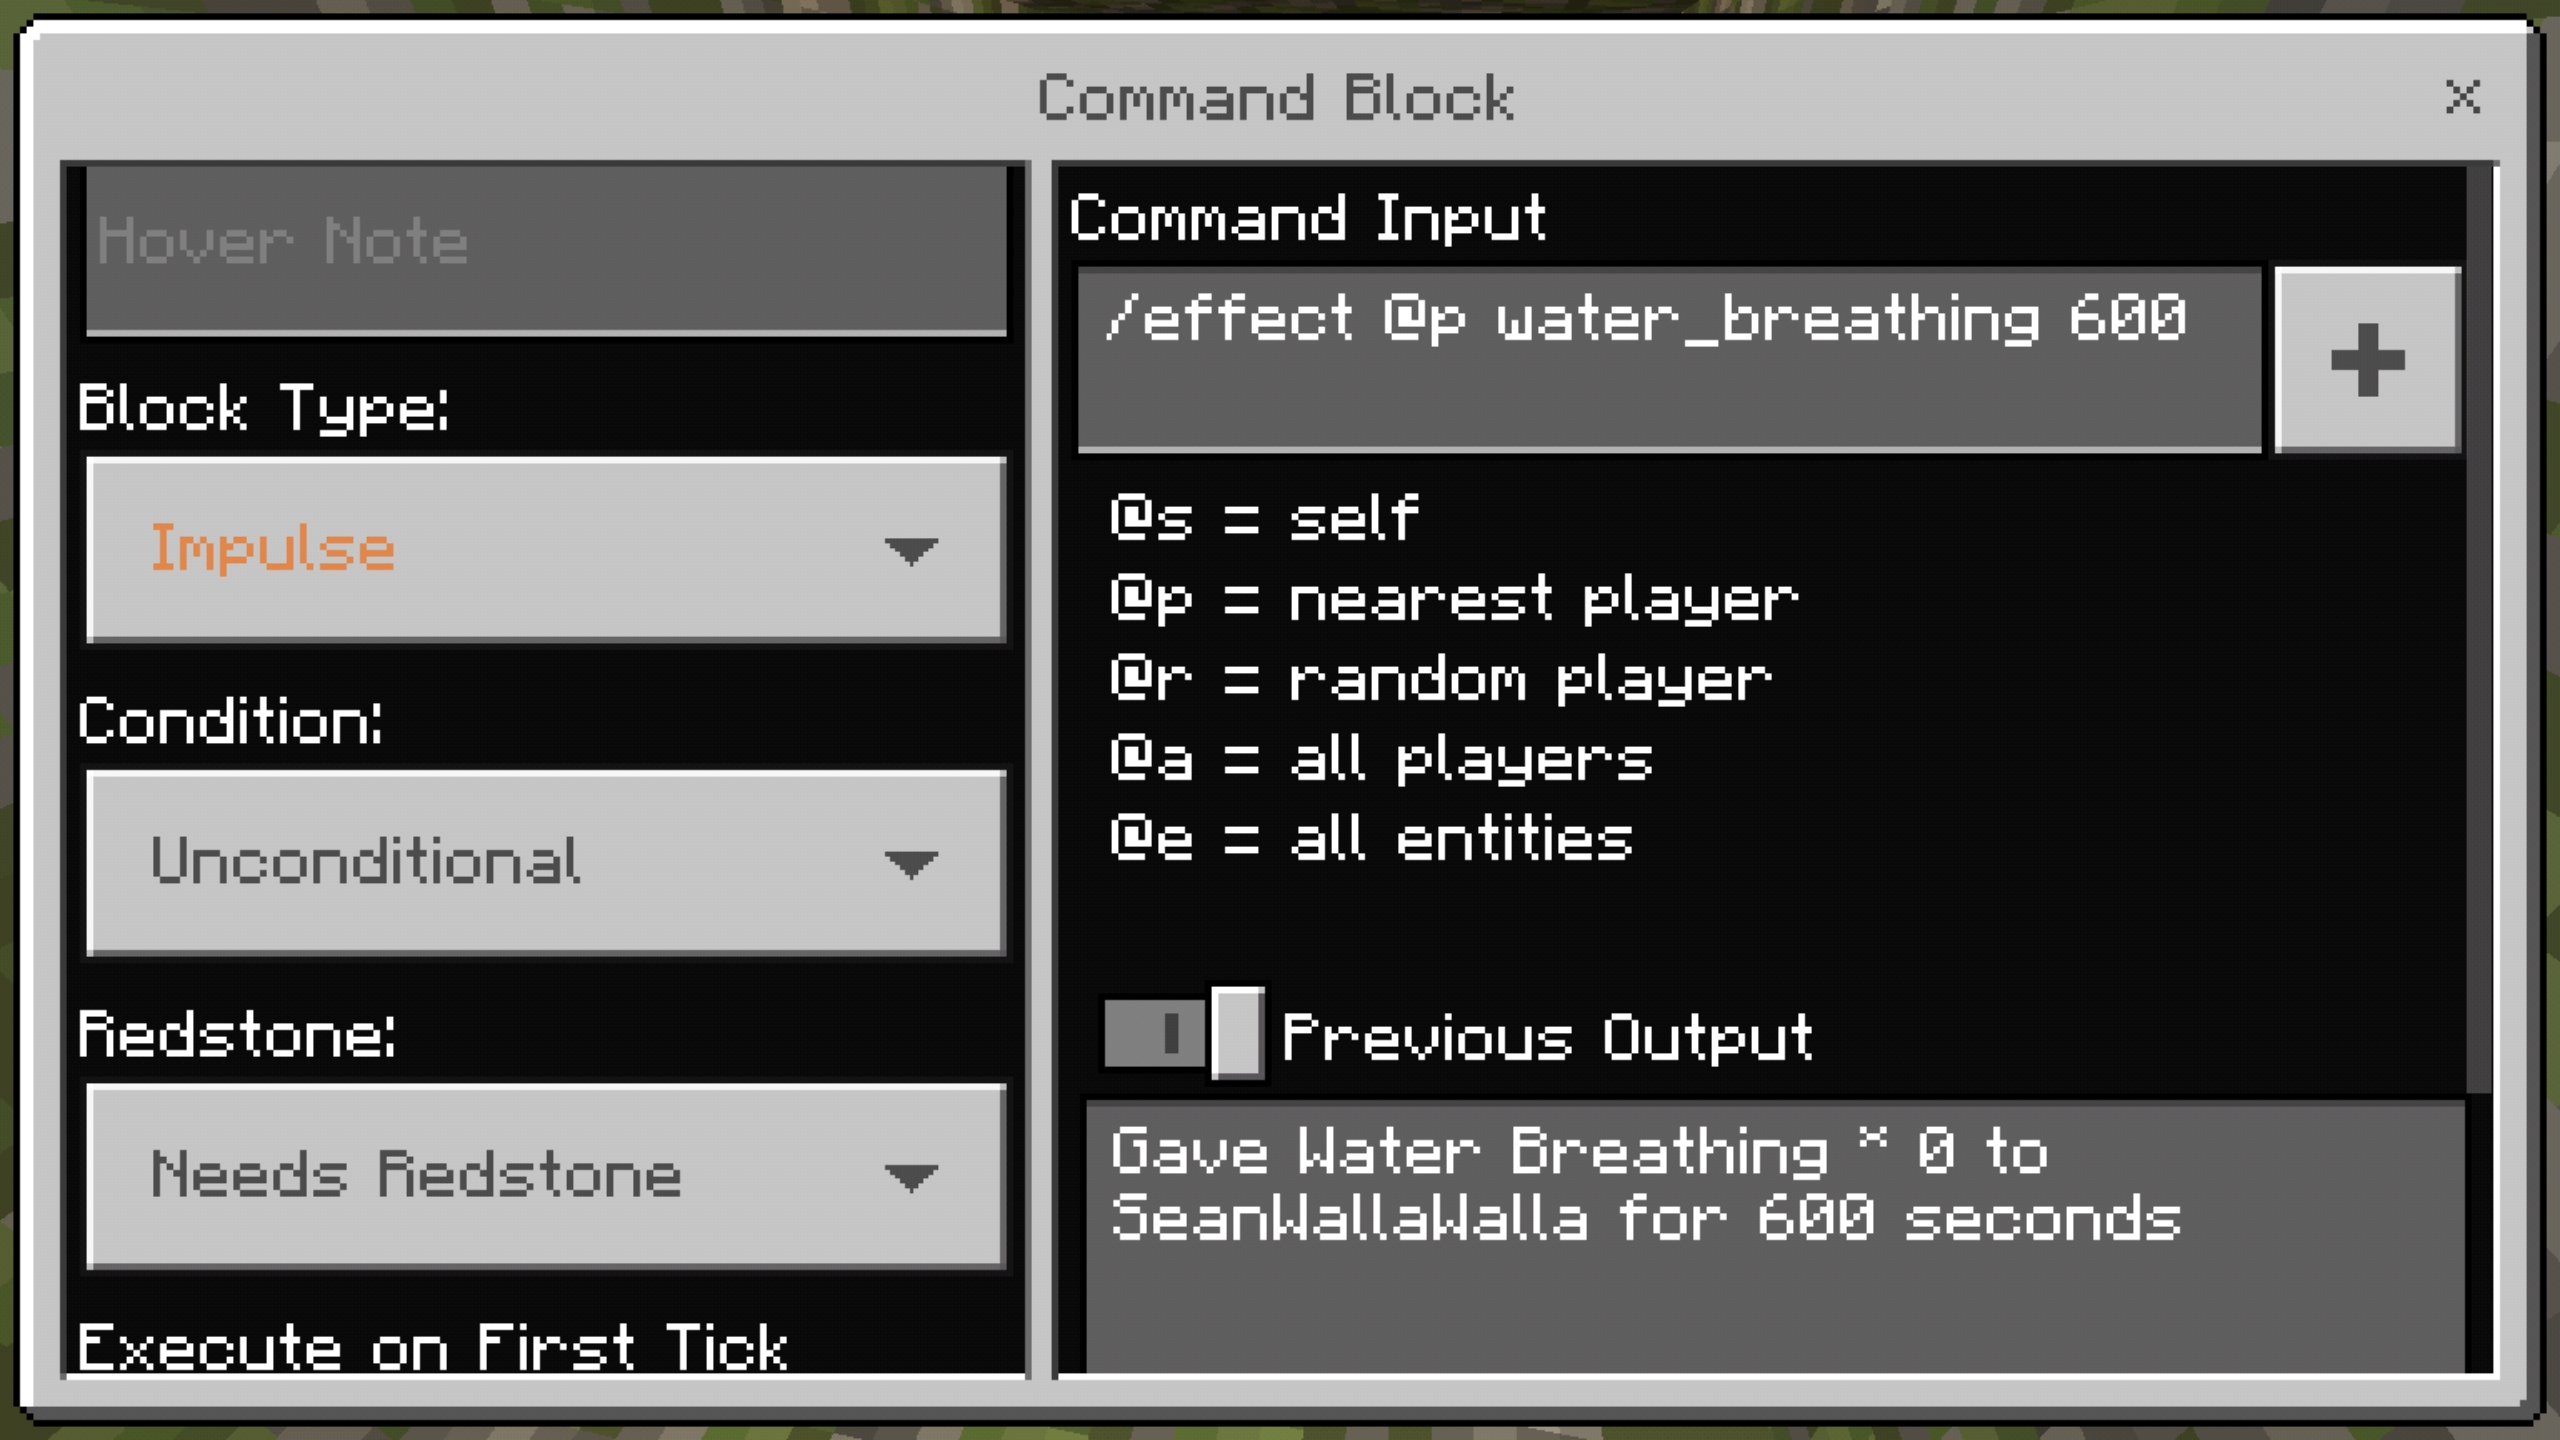 Command Block
Hover Note
Block Type:
Impulse
Condition:
Unconditional
Redstone:
Needs Redstone
Execute on First Tick
Command Input
/effect @p water_breathing 600
@s = self
@p = nearest player
@r = random player
@a = all players
@e = all entities
Previous Output
Gave Water Breathing * 0 to
SeanWallaWalla for 600 seconds